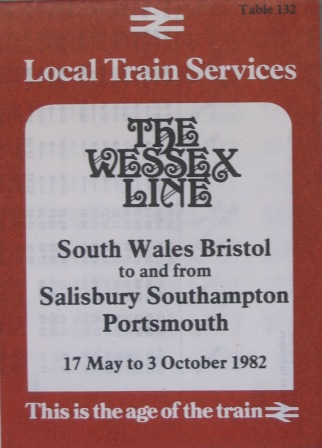 Table 132
Local Train Services
THE
WESSEX
LINE
South Wales Bristol
to and from
Salisbury Southampton
Portsmouth
17 May to 3 October 1982
This is the age of the train